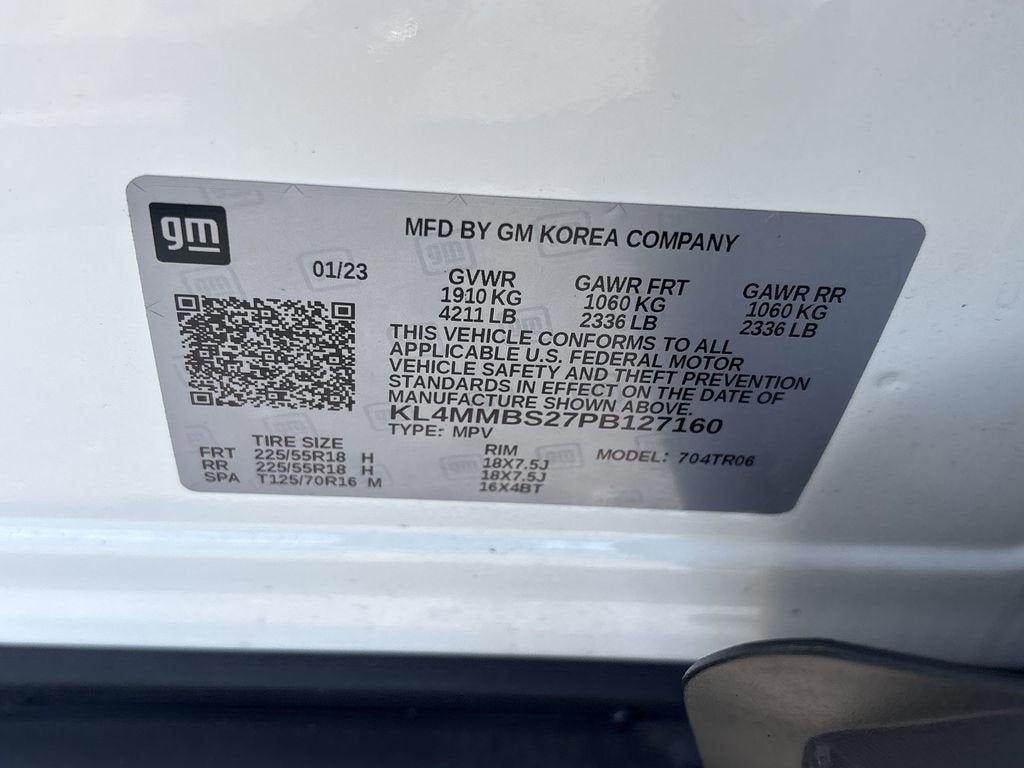 gm
MFD BY GM KOREA COMPANY
01/23
GVWR GAWR FRT GAWR RR
1910 KG 1060 KG 1060 KG
4211 LB 2336 LB 2336 LB
THIS VEHICLE CONFORMS TO ALL
APPLICABLE U.S. FEDERAL MOTOR
VEHICLE SAFETY AND THEFT PREVENTION
STANDARDS IN EFFECT ON THE DATE OF
MANUFACTURE SHOWN ABOVE.
KL4MMBS27PB127160
TYPE: MPV
TIRE SIZE RIM MODEL: 704TR06
FRT 225/55R18 H 18X7.5J
RR 225/55R18 H 18X7.5J
SPA T125/70R16 M 16X4BT